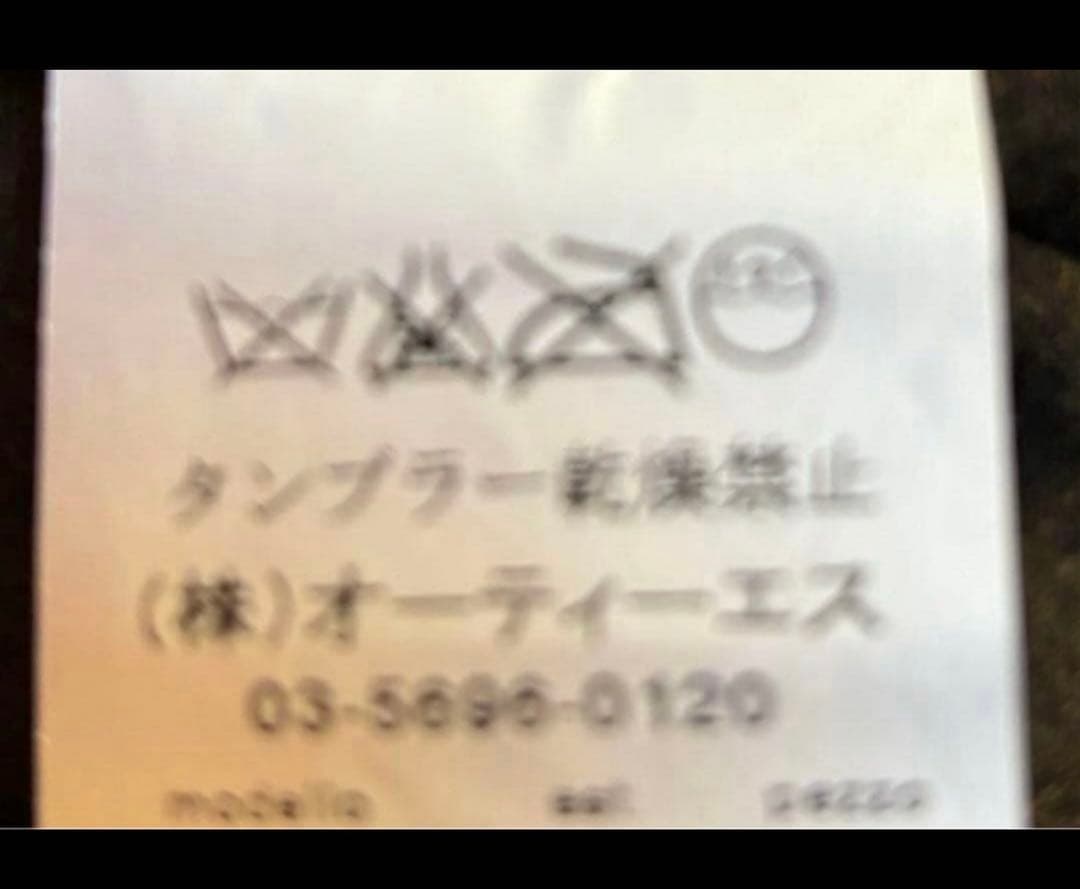 タンブラー乾燥禁止
(株)オーティーエス
03-5696-0120
modello